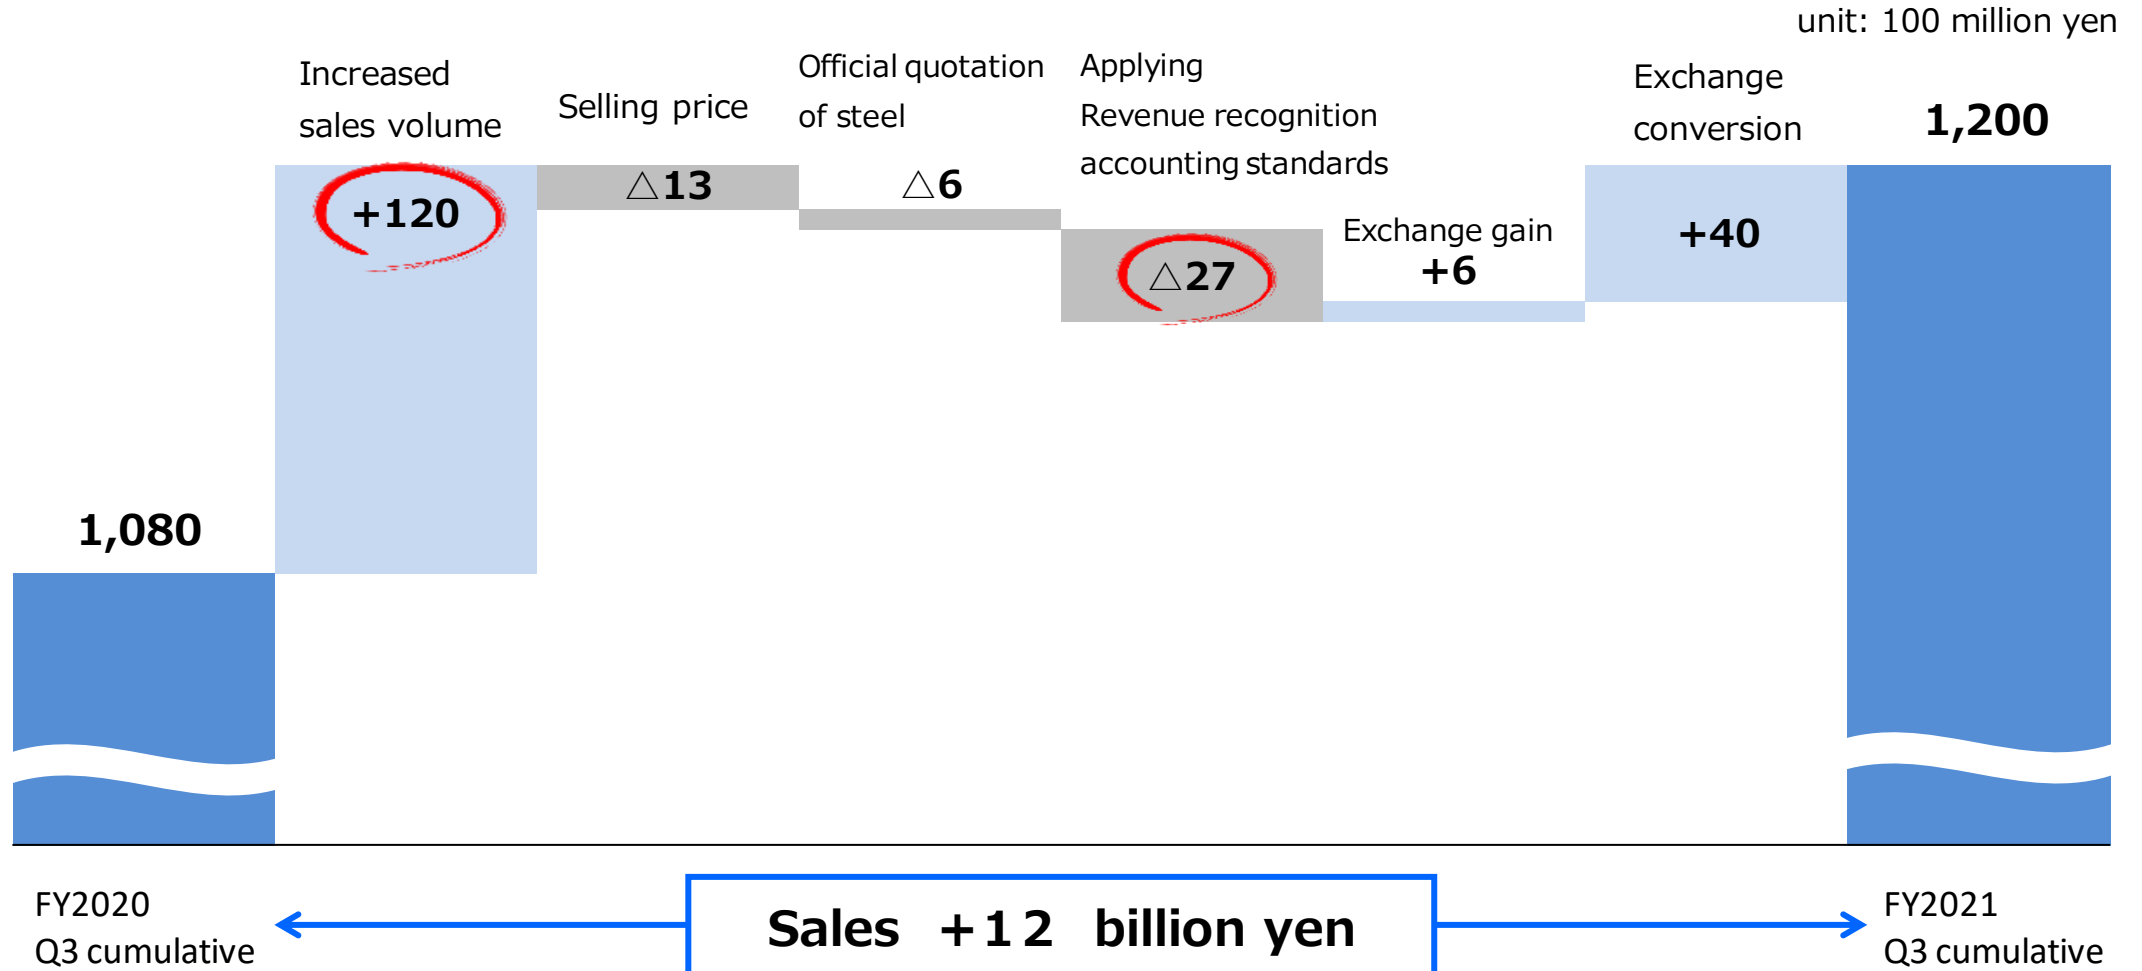 unit: 100 million yen
Increased
sales volume
Selling price
Official quotation
of steel
Applying
Revenue recognition
accounting standards
Exchange
conversion
1,200
+120
△13
△6
△27
Exchange gain
+6
+40
1,080
FY2020
Q3 cumulative
Sales +12 billion yen
FY2021
Q3 cumulative